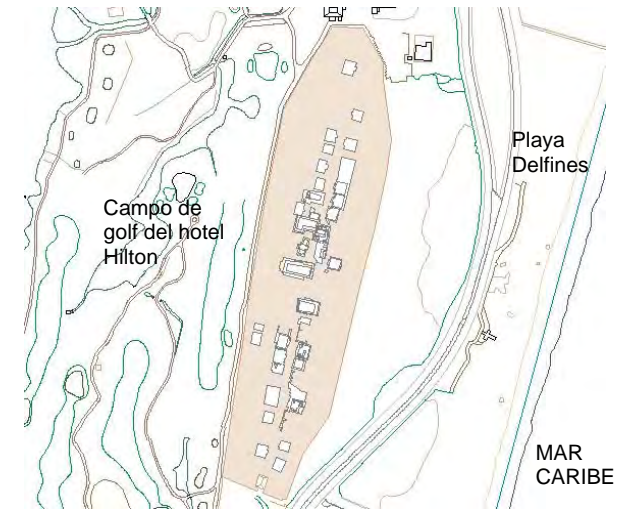 Playa
Delfines
Campo de
golf del hotel
Hilton
MAR
CARIBE